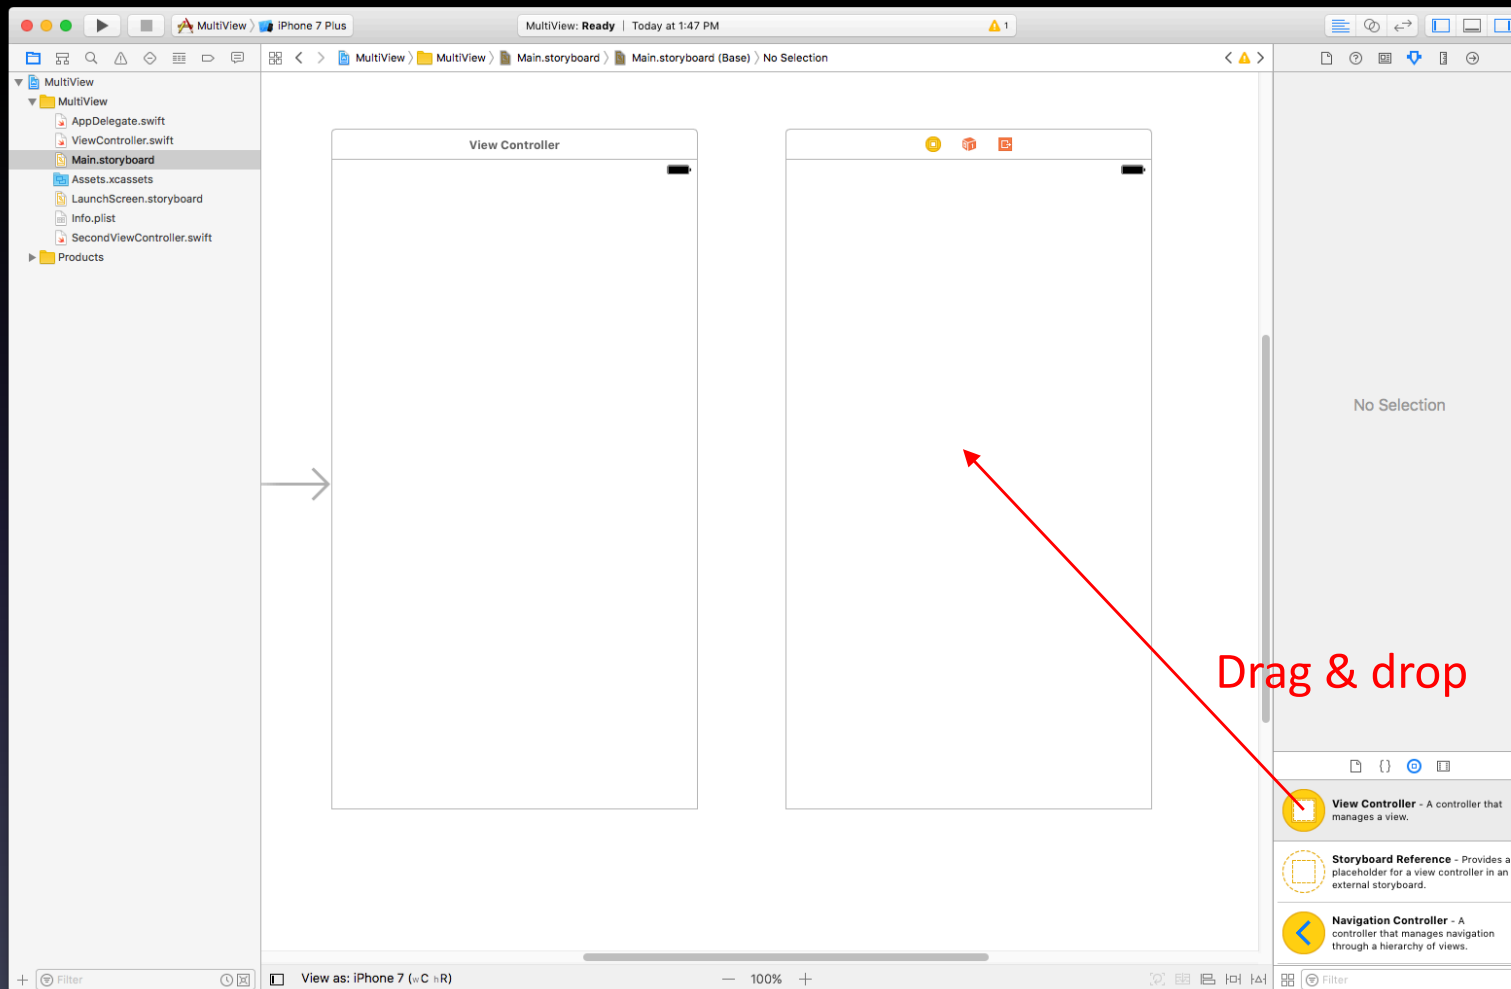 MultiView
iPhone 7 Plus
MultiView: Ready | Today at 1:47 PM
1
MultiView
MultiView
Main.storyboard
Main.storyboard (Base)
No Selection
MultiView
MultiView
AppDelegate.swift
ViewController.swift
Main.storyboard
Assets.xcassets
LaunchScreen.storyboard
Info.plist
SecondViewController.swift
Products
View Controller
No Selection
Drag & drop
{}
View Controller - A controller that
manages a view.
Storyboard Reference - Provides a
placeholder for a view controller in an
external storyboard.
Navigation Controller - A
controller that manages navigation
through a hierarchy of views.
Filter
View as: iPhone 7 (wC hR)
100%
Filter